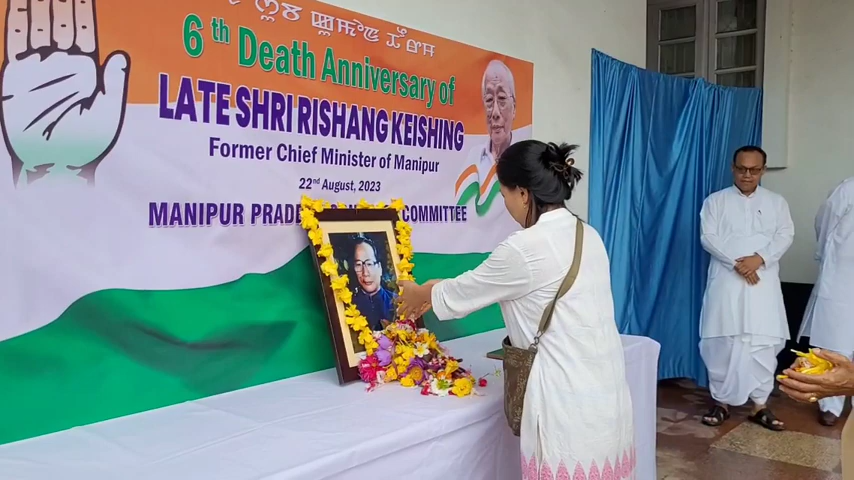 6th Death Anniversary of
LATE SHRI RISHANG KEISHING
Former Chief Minister of Manipur
22nd August, 2023
MANIPUR PRADE COMMITTEE